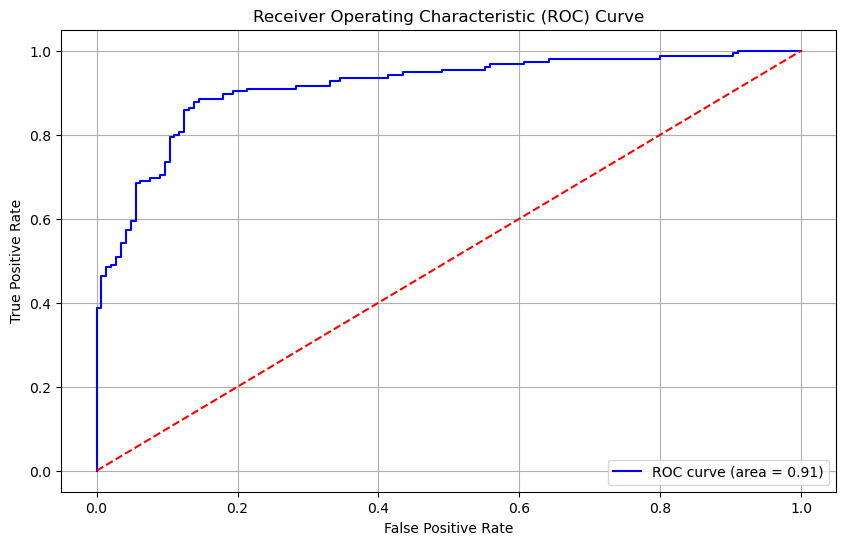 Receiver Operating Characteristic (ROC) Curve
1.0
0.8
0.6
0.4
0.2
0.0
True Positive Rate
ROC curve (area = 0.91)
0.0 0.2 0.4 0.6 0.8 1.0
False Positive Rate